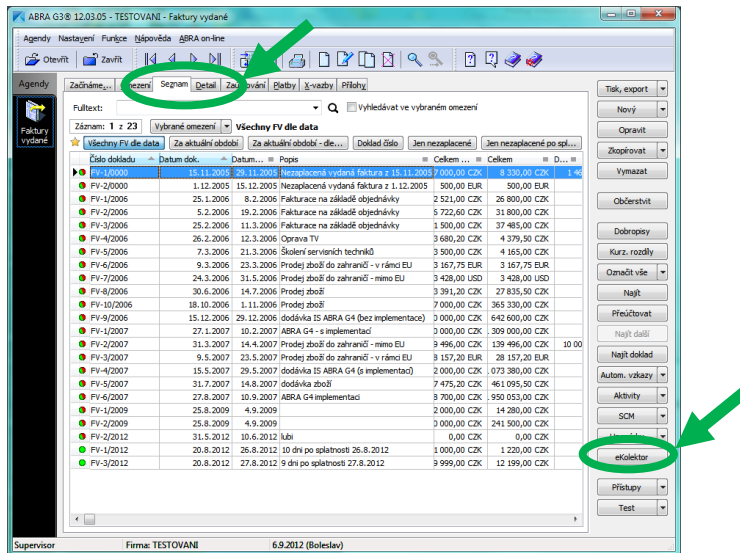 ABRA G3® 12.03.05 - TESTOVANI - Faktury vydané
Agendy Nastavení Funkce Nápověda ABRA on-line
Otevřít Zavřít
Agendy
Faktury vydané
Začínáme... Seznam Detail Platby X-vazby Přílohy
Fulltext: Vyhledávat ve vybraném omezení
Záznam: 1 z 23 Vybrané omezení Všechny FV dle data
Všechny FV dle data Za aktuální období Za aktuální období - dle... Doklad číslo Jen nezaplacené Jen nezaplacené po spl...
Číslo dokladu Datum dok. Datum... Popis Celkem ... Celkem D...
FV-1/0000 15.11.2005 29.11.2005 Nezaplacená vydaná faktura z 15.11.2005 7 000,00 CZK 8 330,00 CZK 1 46
FV-2/0000 1.12.2005 15.12.2005 Nezaplacená vydaná faktura z 1.12.2005 500,00 EUR 500,00 EUR
FV-1/2006 25.1.2006 8.2.2006 Fakturace na základě objednávky 2 521,00 CZK 26 800,00 CZK
FV-2/2006 5.2.2006 19.2.2006 Fakturace na základě objednávky 5 722,60 CZK 31 800,00 CZK
FV-3/2006 25.2.2006 11.3.2006 Fakturace na základě objednávky 1 500,00 CZK 37 485,00 CZK
FV-4/2006 26.2.2006 12.3.2006 Oprava TV 3 680,20 CZK 4 379,50 CZK
FV-5/2006 7.3.2006 21.3.2006 Školení servisních techniků 3 500,00 CZK 4 165,00 CZK
FV-6/2006 9.3.2006 23.3.2006 Prodej zboží do zahraničí - v rámci EU 3 167,75 EUR 3 167,75 EUR
FV-7/2006 24.3.2006 31.5.2006 Prodej zboží do zahraničí - mimo EU 3 428,00 USD 3 428,00 USD
FV-8/2006 30.6.2006 14.7.2006 Prodej zboží 3 391,20 CZK 27 835,50 CZK
FV-10/2006 18.10.2006 1.11.2006 Prodej zboží 7 000,00 CZK 365 330,00 CZK
FV-9/2006 15.12.2006 29.12.2006 dodávka IS ABRA G4 (bez implementace) 0 000,00 CZK 642 600,00 CZK
FV-1/2007 27.1.2007 10.2.2007 ABRA G4 - s implementací 0 000,00 CZK 309 000,00 CZK
FV-2/2007 31.3.2007 14.4.2007 Prodej zboží do zahraničí - mimo EU 9 496,00 CZK 139 496,00 CZK 10 00
FV-3/2007 9.5.2007 23.5.2007 Prodej zboží do zahraničí - v rámci EU 8 157,20 EUR 28 157,20 EUR
FV-4/2007 15.5.2007 29.5.2007 dodávka IS ABRA G4 (s implementací) 2 000,00 CZK 073 380,00 CZK
FV-5/2007 31.7.2007 14.8.2007 dodávka zboží 7 475,20 CZK 461 095,50 CZK
FV-6/2007 27.8.2007 10.9.2007 ABRA G4 implementaci 8 700,00 CZK 950 053,00 CZK
FV-1/2009 25.8.2009 4.9.2009 2 000,00 CZK 14 280,00 CZK
FV-2/2009 25.8.2009 4.9.2009 0 000,00 CZK 241 500,00 CZK
FV-2/2012 31.5.2012 10.6.2012 lubi 0,00 CZK 0,00 CZK
FV-1/2012 20.8.2012 26.8.2012 10 dni po splatnosti 26.8.2012 1 000,00 CZK 1 220,00 CZK
FV-3/2012 20.8.2012 27.8.2012 9 dni po splatnosti 27.8.2012 9 999,00 CZK 12 199,00 CZK
Tisk, export
Nový
Opravit
Zkopírovat
Vymazat
Občerstvit
Dobropisy
Kurz. rozdíly
Označit vše
Najít
Přeúčtovat
Najít další
Najít doklad
Autom. vzkazy
Aktivity
SCM
eKolektor
Přístupy
Test
Supervisor Firma: TESTOVANI 6.9.2012 (Boleslav)